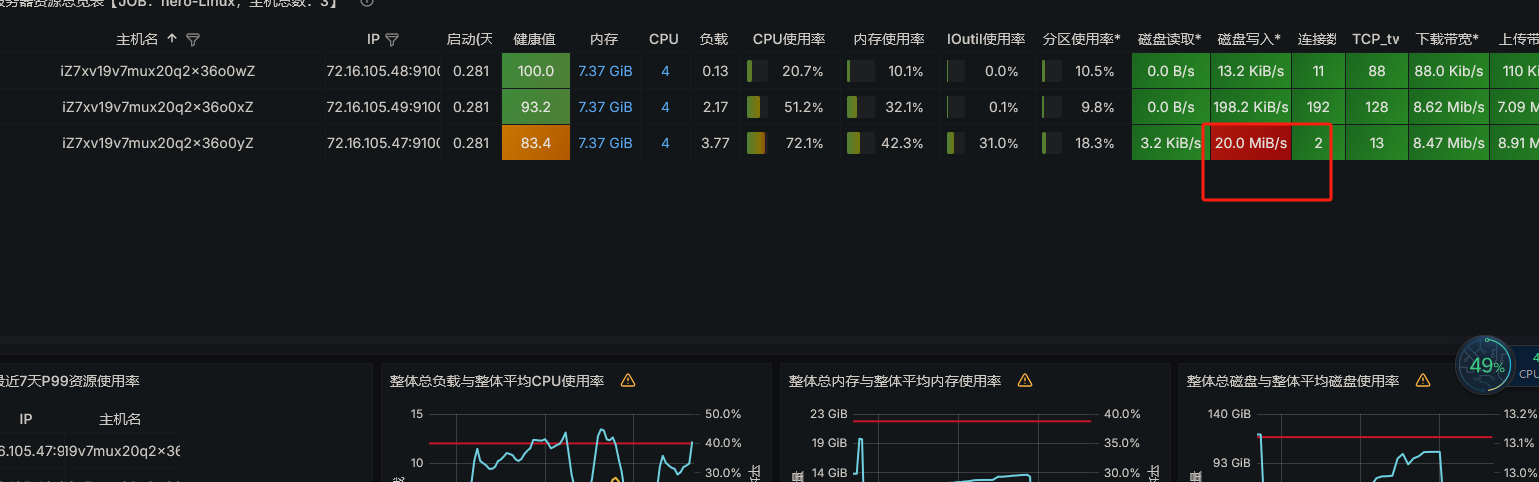 服务器资源总览表【JOB：hero-Linux，主机总数：3】
主机名 IP 启动(天 健康值 内存 CPU 负载 CPU使用率 内存使用率 IOutil使用率 分区使用率* 磁盘读取* 磁盘写入* 连接数 TCP_tw 下载带宽* 上传带
iZ7xv19v7mux20q2x36o0wZ 72.16.105.48:9100 0.281 100.0 7.37 GiB 4 0.13 20.7% 10.1% 0.0% 10.5% 0.0 B/s 13.2 KiB/s 11 88 88.0 Kib/s 110 Ki
iZ7xv19v7mux20q2x36o0xZ 72.16.105.49:9100 0.281 93.2 7.37 GiB 4 2.17 51.2% 32.1% 0.1% 9.8% 0.0 B/s 198.2 KiB/s 192 128 8.62 Mib/s 7.09 M
iZ7xv19v7mux20q2x36o0yZ 72.16.105.47:9100 0.281 83.4 7.37 GiB 4 3.77 72.1% 42.3% 31.0% 18.3% 3.2 KiB/s 20.0 MiB/s 2 13 8.47 Mib/s 8.91 M
49%
4
CPU
最近7天P99资源使用率
IP 主机名
6.105.47:9 19v7mux20q2x36
整体总负载与整体平均CPU使用率
15 50.0%
40.0%
10 30.0%
整体总内存与整体平均内存使用率
23 GiB 40.0%
19 GiB 35.0%
14 GiB 30.0%
整体总磁盘与整体平均磁盘使用率
140 GiB 13.2%
13.1%
93 GiB 13.0%